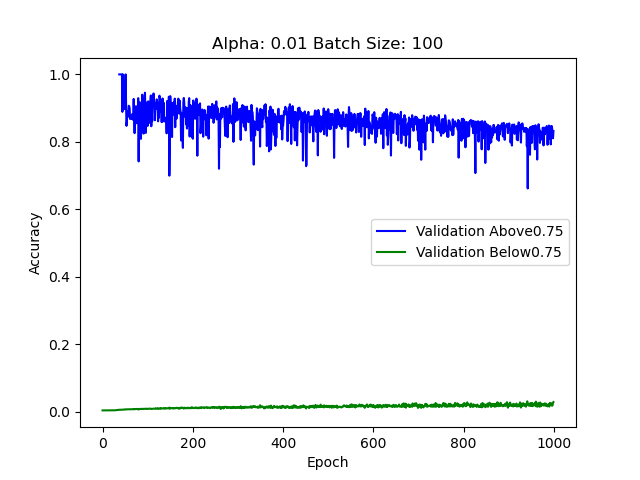 Alpha: 0.01 Batch Size: 100
1.0
0.8
0.6
0.4
0.2
0.0
Accuracy
Validation Above0.75
Validation Below0.75
0 200 400 600 800 1000
Epoch